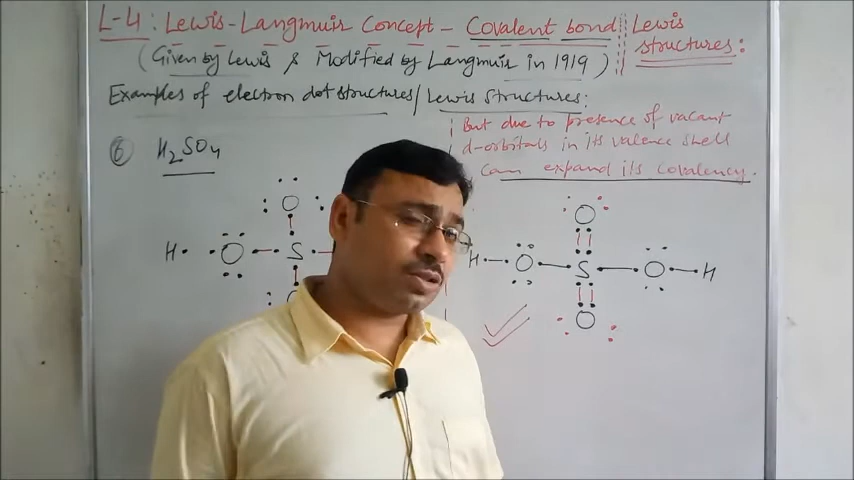 L-4: Lewis-Langmuir Concept - Covalent bond Lewis structures:
(Given by Lewis & Modified by Langmuir in 1919)
Examples of electron dot structures/Lewis Structures:
But due to presence of vacant
d-orbitals in its valence shell
can expand its covalency.
6 H2SO4
O
H O S
O
H O S O H
O